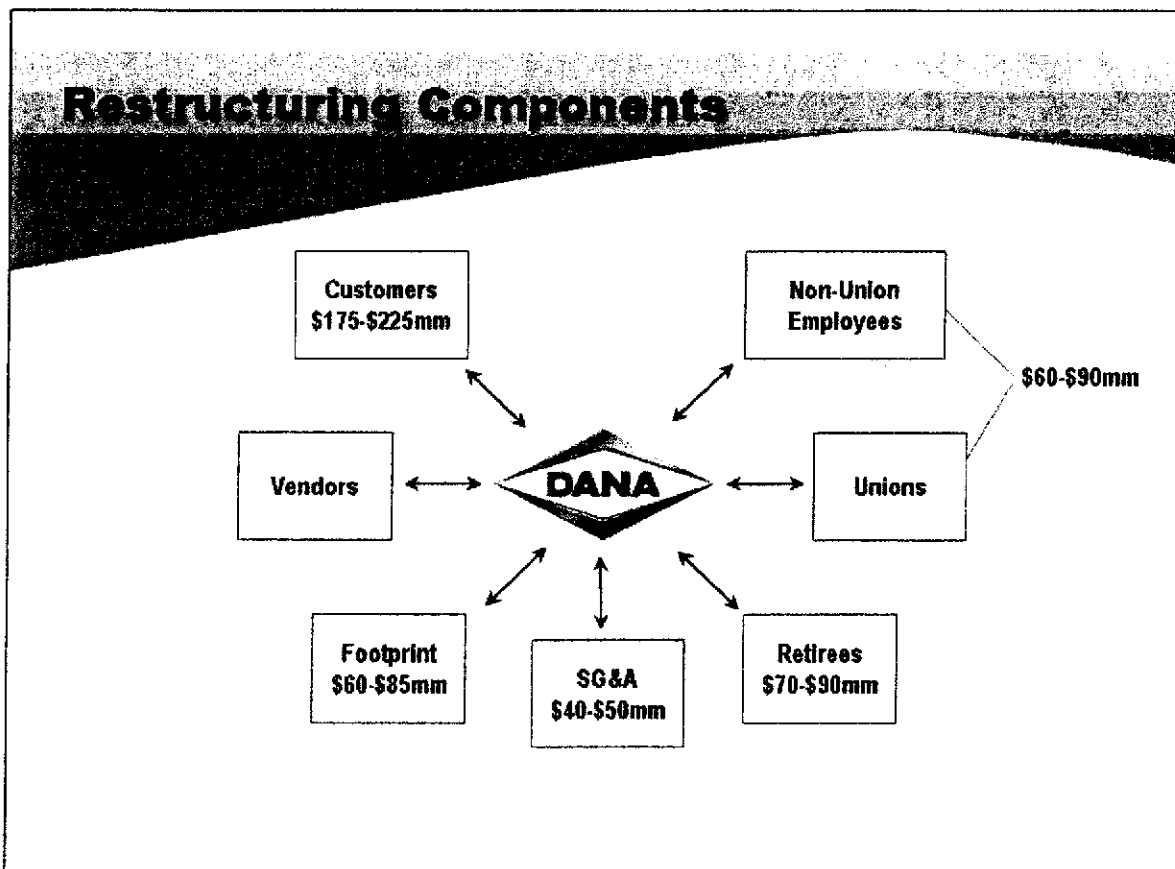 Restructuring Components
Customers
$175-$225mm
Non-Union
Employees
$60-$90mm
Vendors
DANA
Unions
Footprint
$60-$85mm
SG&A
$40-$50mm
Retirees
$70-$90mm